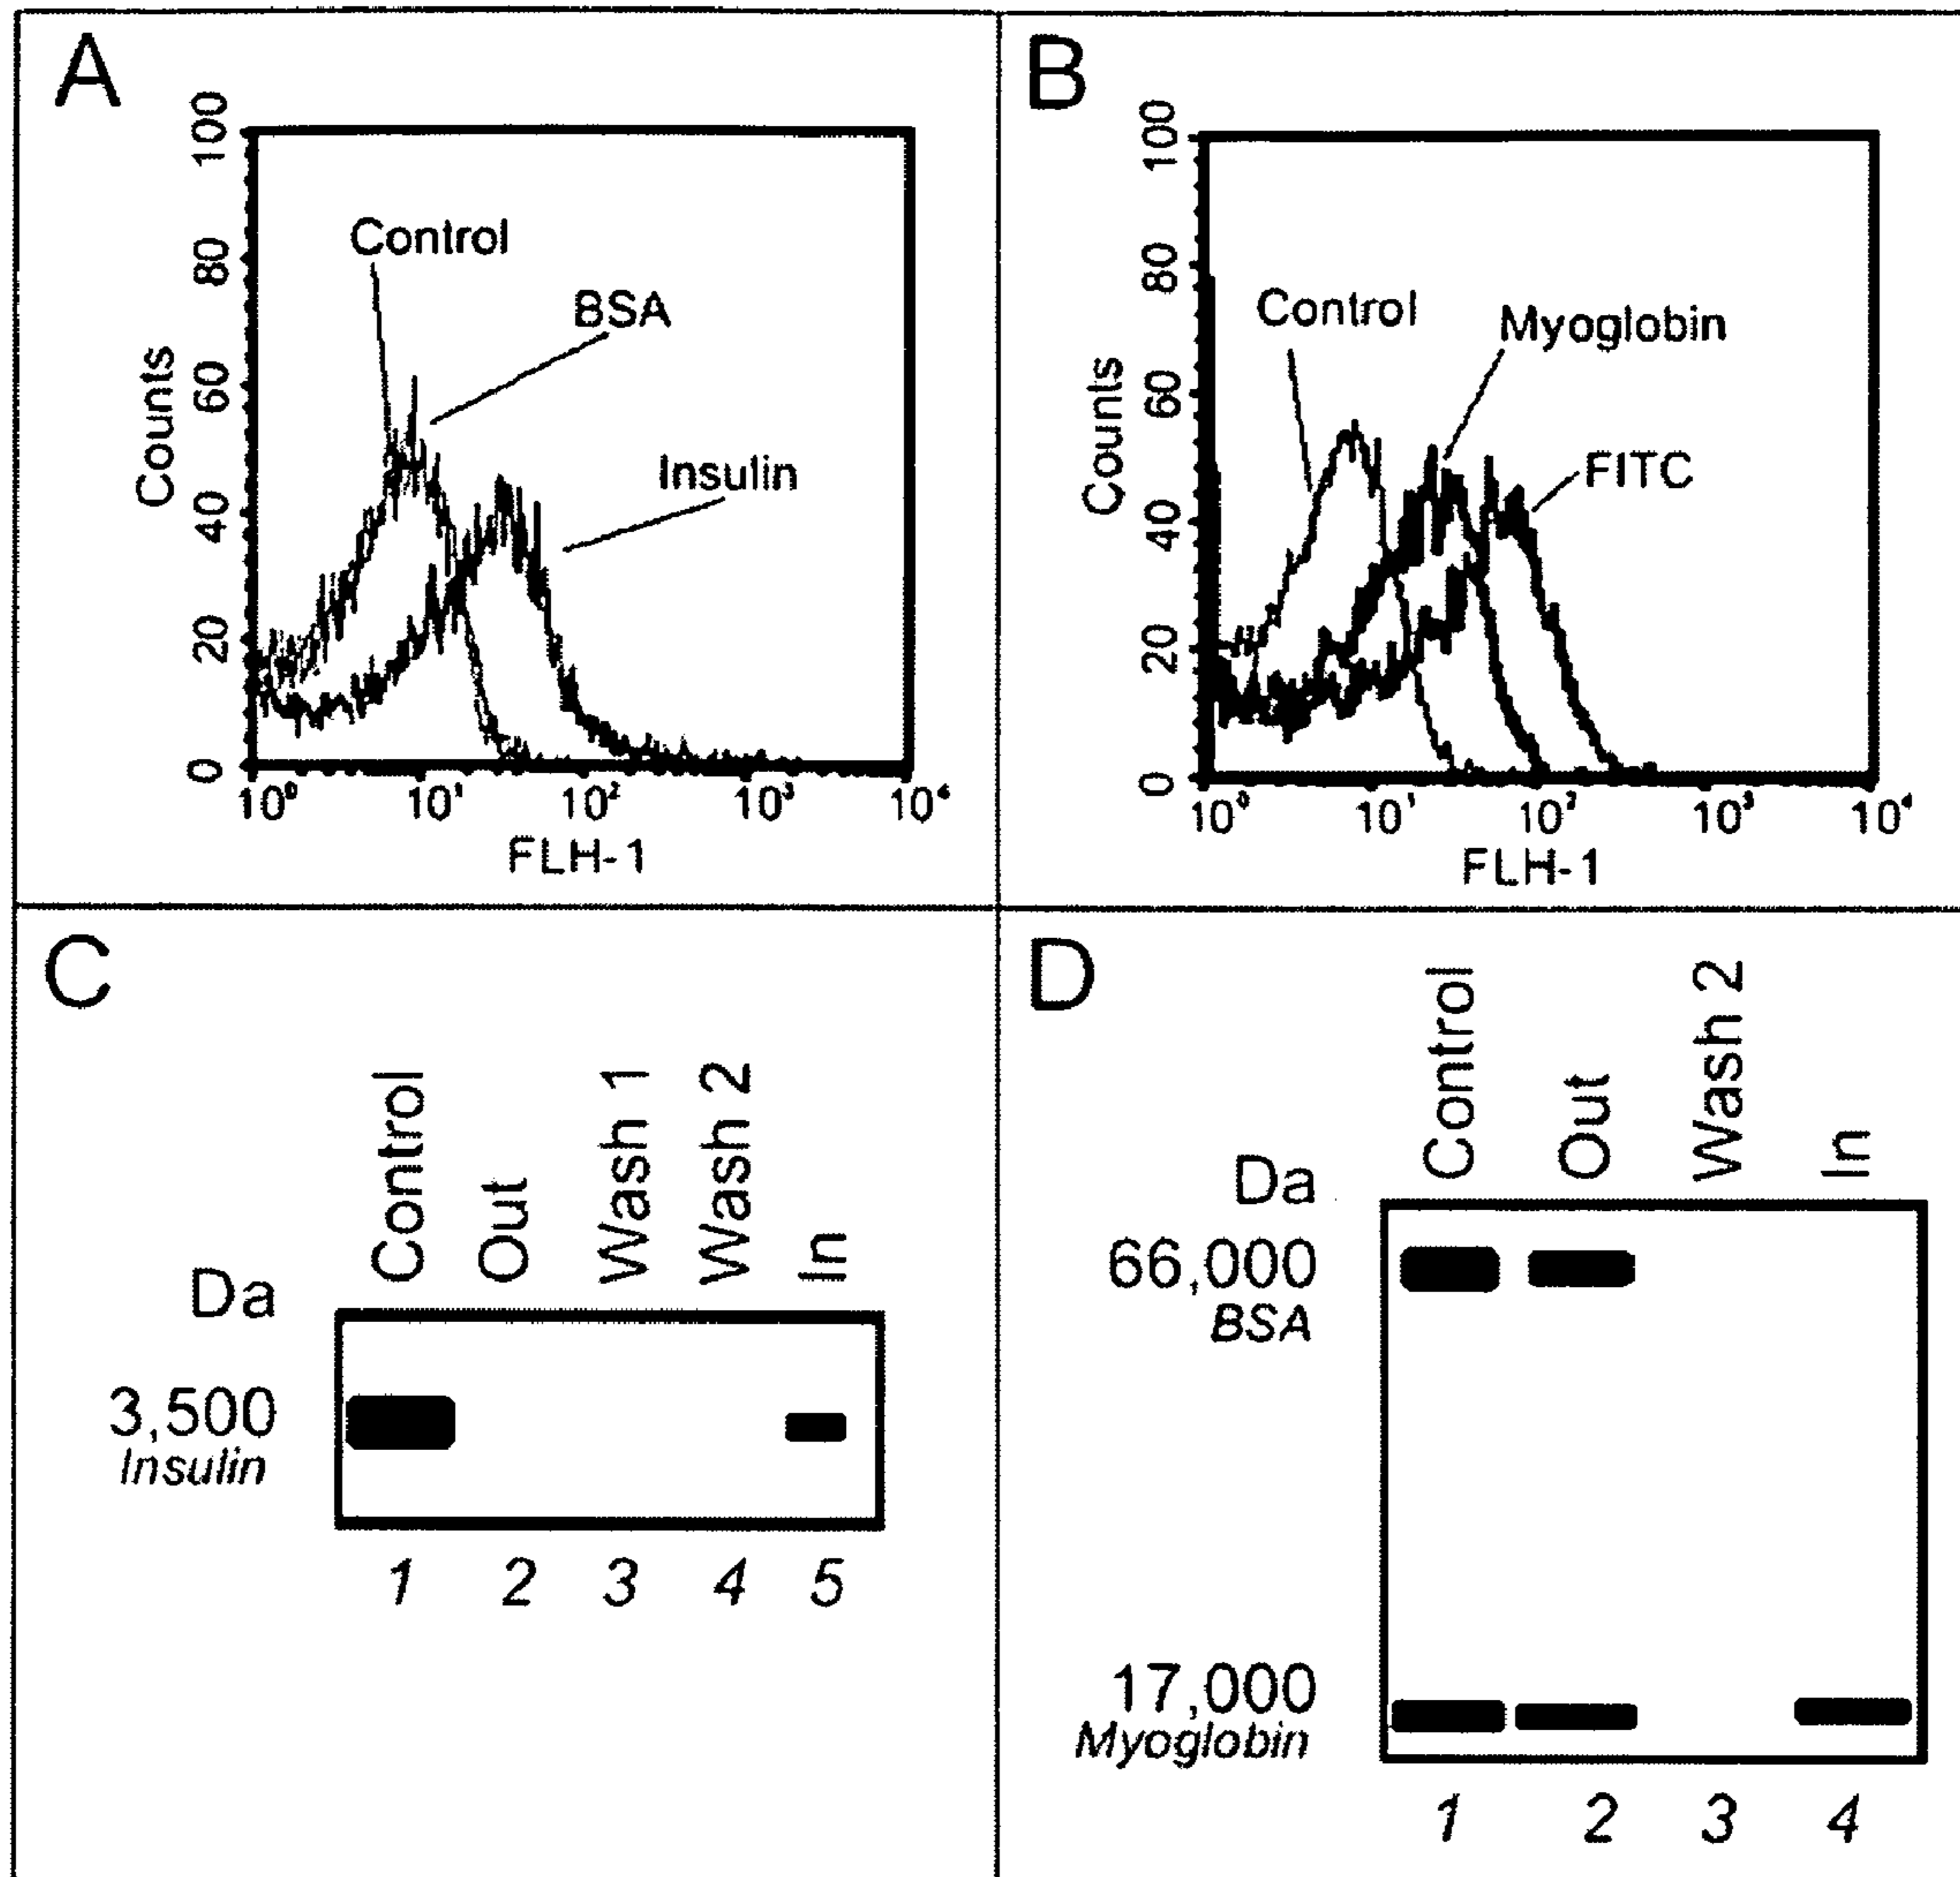 A
100
80
60
40
20
0
Counts
Control
BSA
Insulin
10⁰ 10¹ 10² 10³ 10⁴
FLH-1
B
100
80
60
40
20
0
Counts
Control
Myoglobin
FITC
10⁰ 10¹ 10² 10³ 10⁴
FLH-1
C
Control
Out
Wash 1
Wash 2
In
Da
3,500
Insulin
1 2 3 4 5
D
Control
Out
Wash 2
In
Da
66,000
BSA
17,000
Myoglobin
1 2 3 4